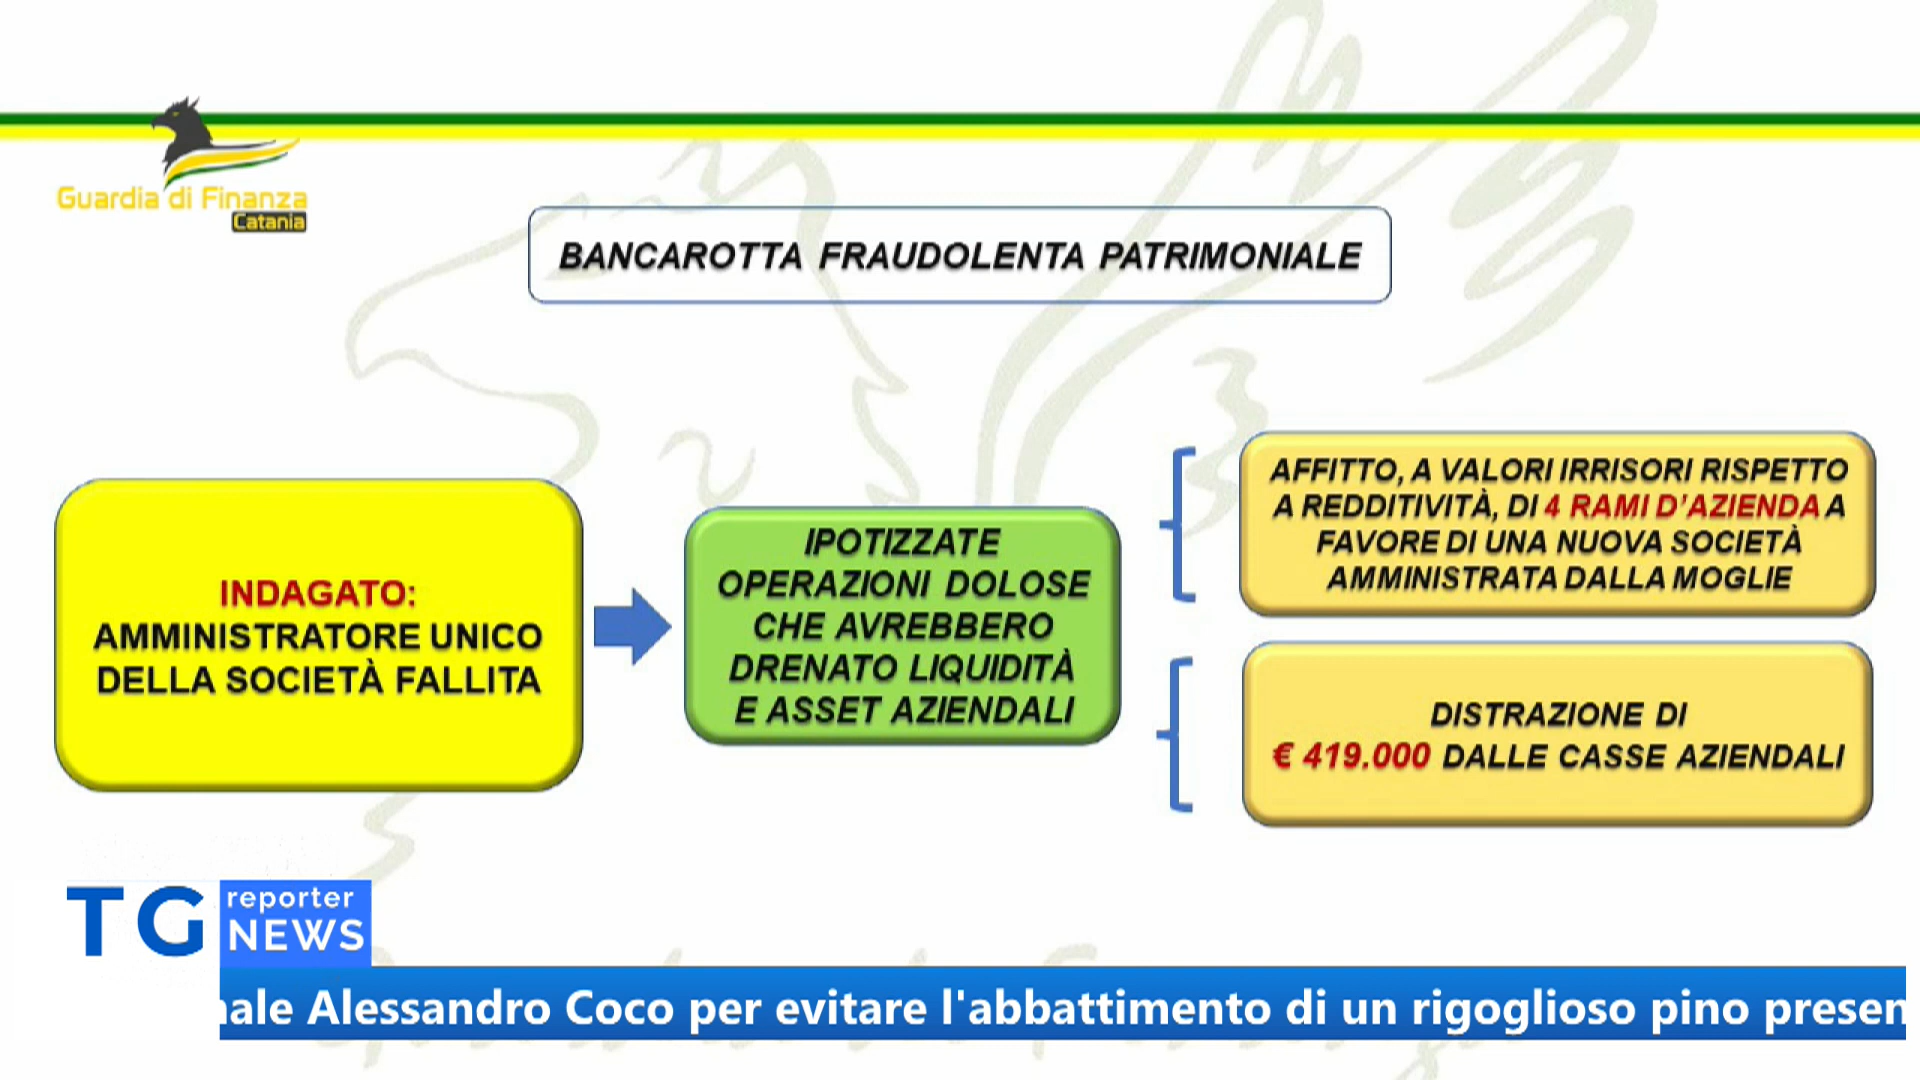 Guardia di Finanza
Catania
BANCAROTTA FRAUDOLENTA PATRIMONIALE
INDAGATO:
AMMINISTRATORE UNICO
DELLA SOCIETÀ FALLITA
IPOTIZZATE
OPERAZIONI DOLOSE
CHE AVREBBERO
DRENATO LIQUIDITÀ
E ASSET AZIENDALI
AFFITTO, A VALORI IRRISORI RISPETTO
A REDDITIVITÀ, DI 4 RAMI D'AZIENDA A
FAVORE DI UNA NUOVA SOCIETÀ
AMMINISTRATA DALLA MOGLIE
DISTRAZIONE DI
€ 419.000 DALLE CASSE AZIENDALI
TG reporter
NEWS
Alessandro Coco per evitare l'abbattimento di un rigoglioso pino